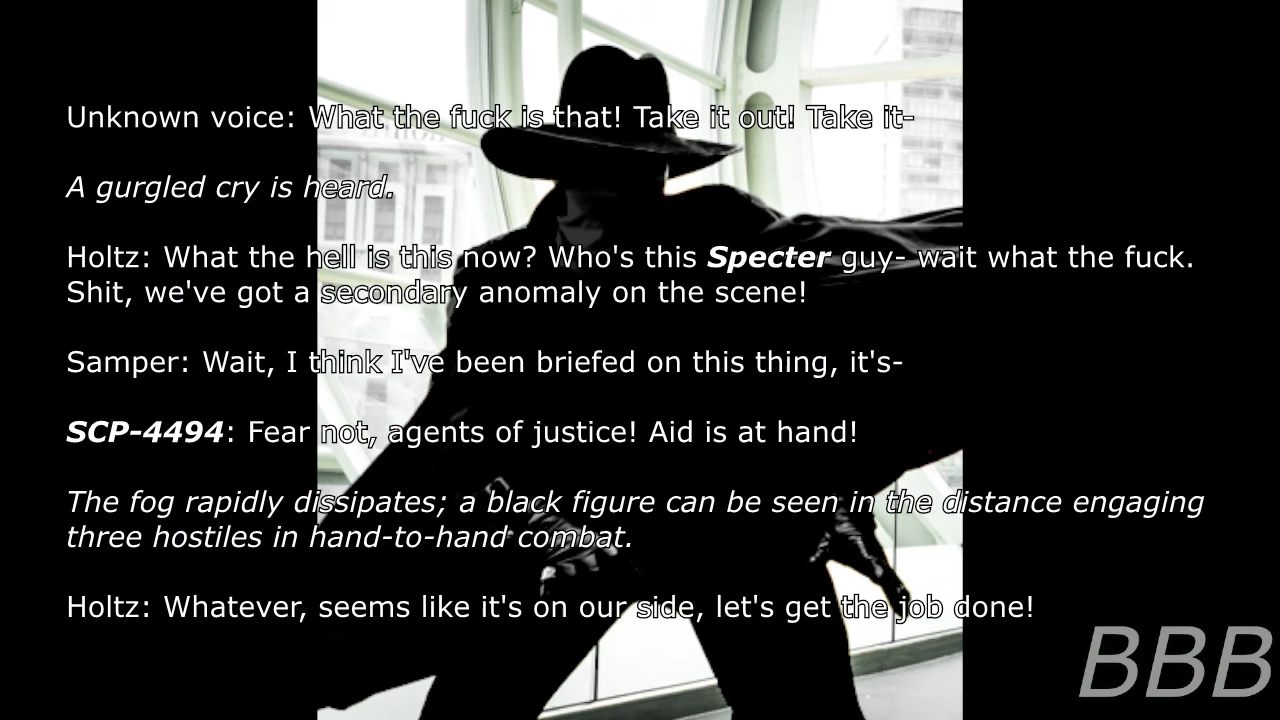 Unknown voice: What the fuck is that! Take it out! Take it-
A gurgled cry is heard.
Holtz: What the hell is this now? Who's this Specter guy- wait what the fuck.
Shit, we've got a secondary anomaly on the scene!
Samper: Wait, I think I've been briefed on this thing, it's-
SCP-4494: Fear not, agents of justice! Aid is at hand!
The fog rapidly dissipates; a black figure can be seen in the distance engaging
three hostiles in hand-to-hand combat.
Holtz: Whatever, seems like it's on our side, let's get the job done!
BBB